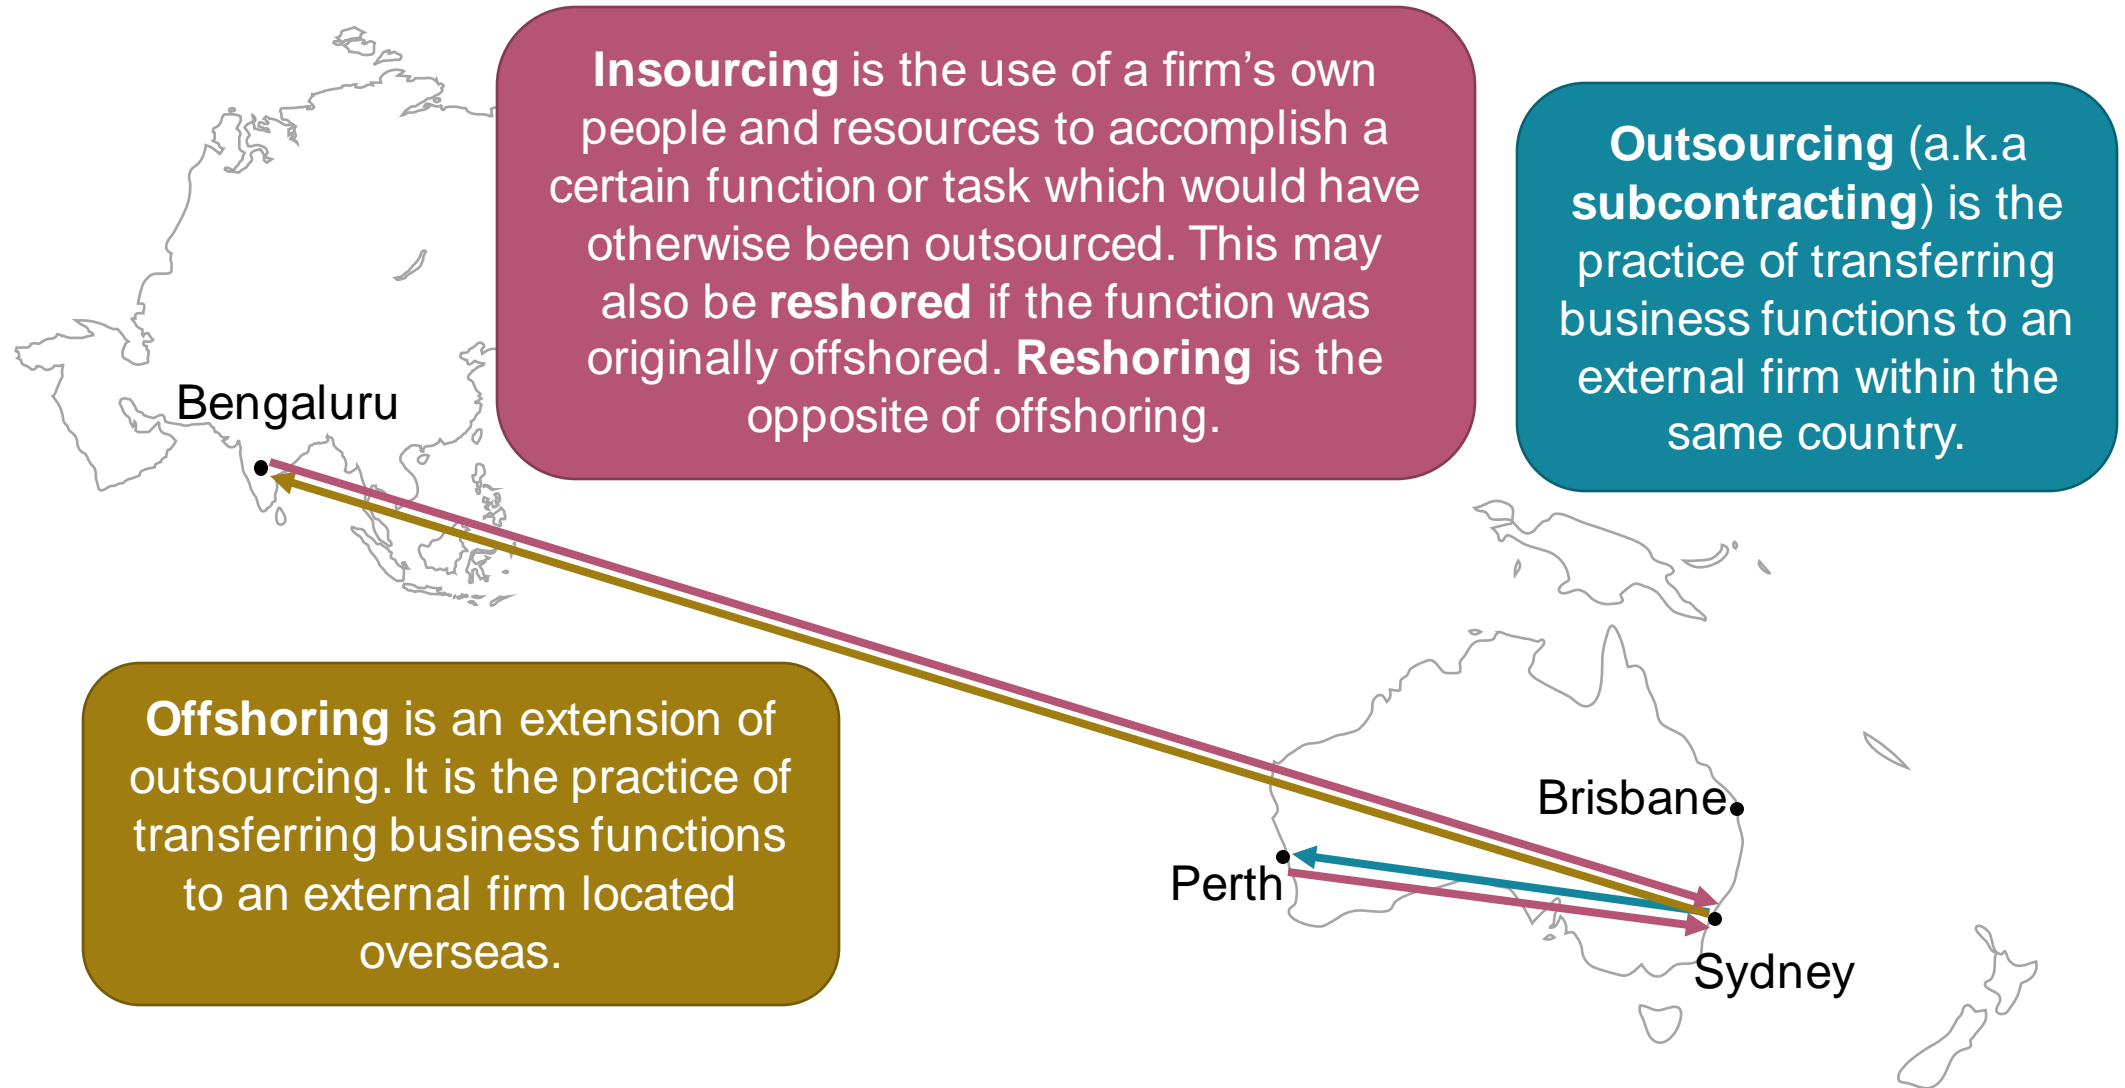 Insourcing is the use of a firm’s own
people and resources to accomplish a
certain function or task which would have
otherwise been outsourced. This may
also be reshored if the function was
originally offshored. Reshoring is the
opposite of offshoring.
Outsourcing (a.k.a
subcontracting) is the
practice of transferring
business functions to an
external firm within the
same country.
Bengaluru
Offshoring is an extension of
outsourcing. It is the practice of
transferring business functions
to an external firm located
overseas.
Brisbane
Perth
Sydney